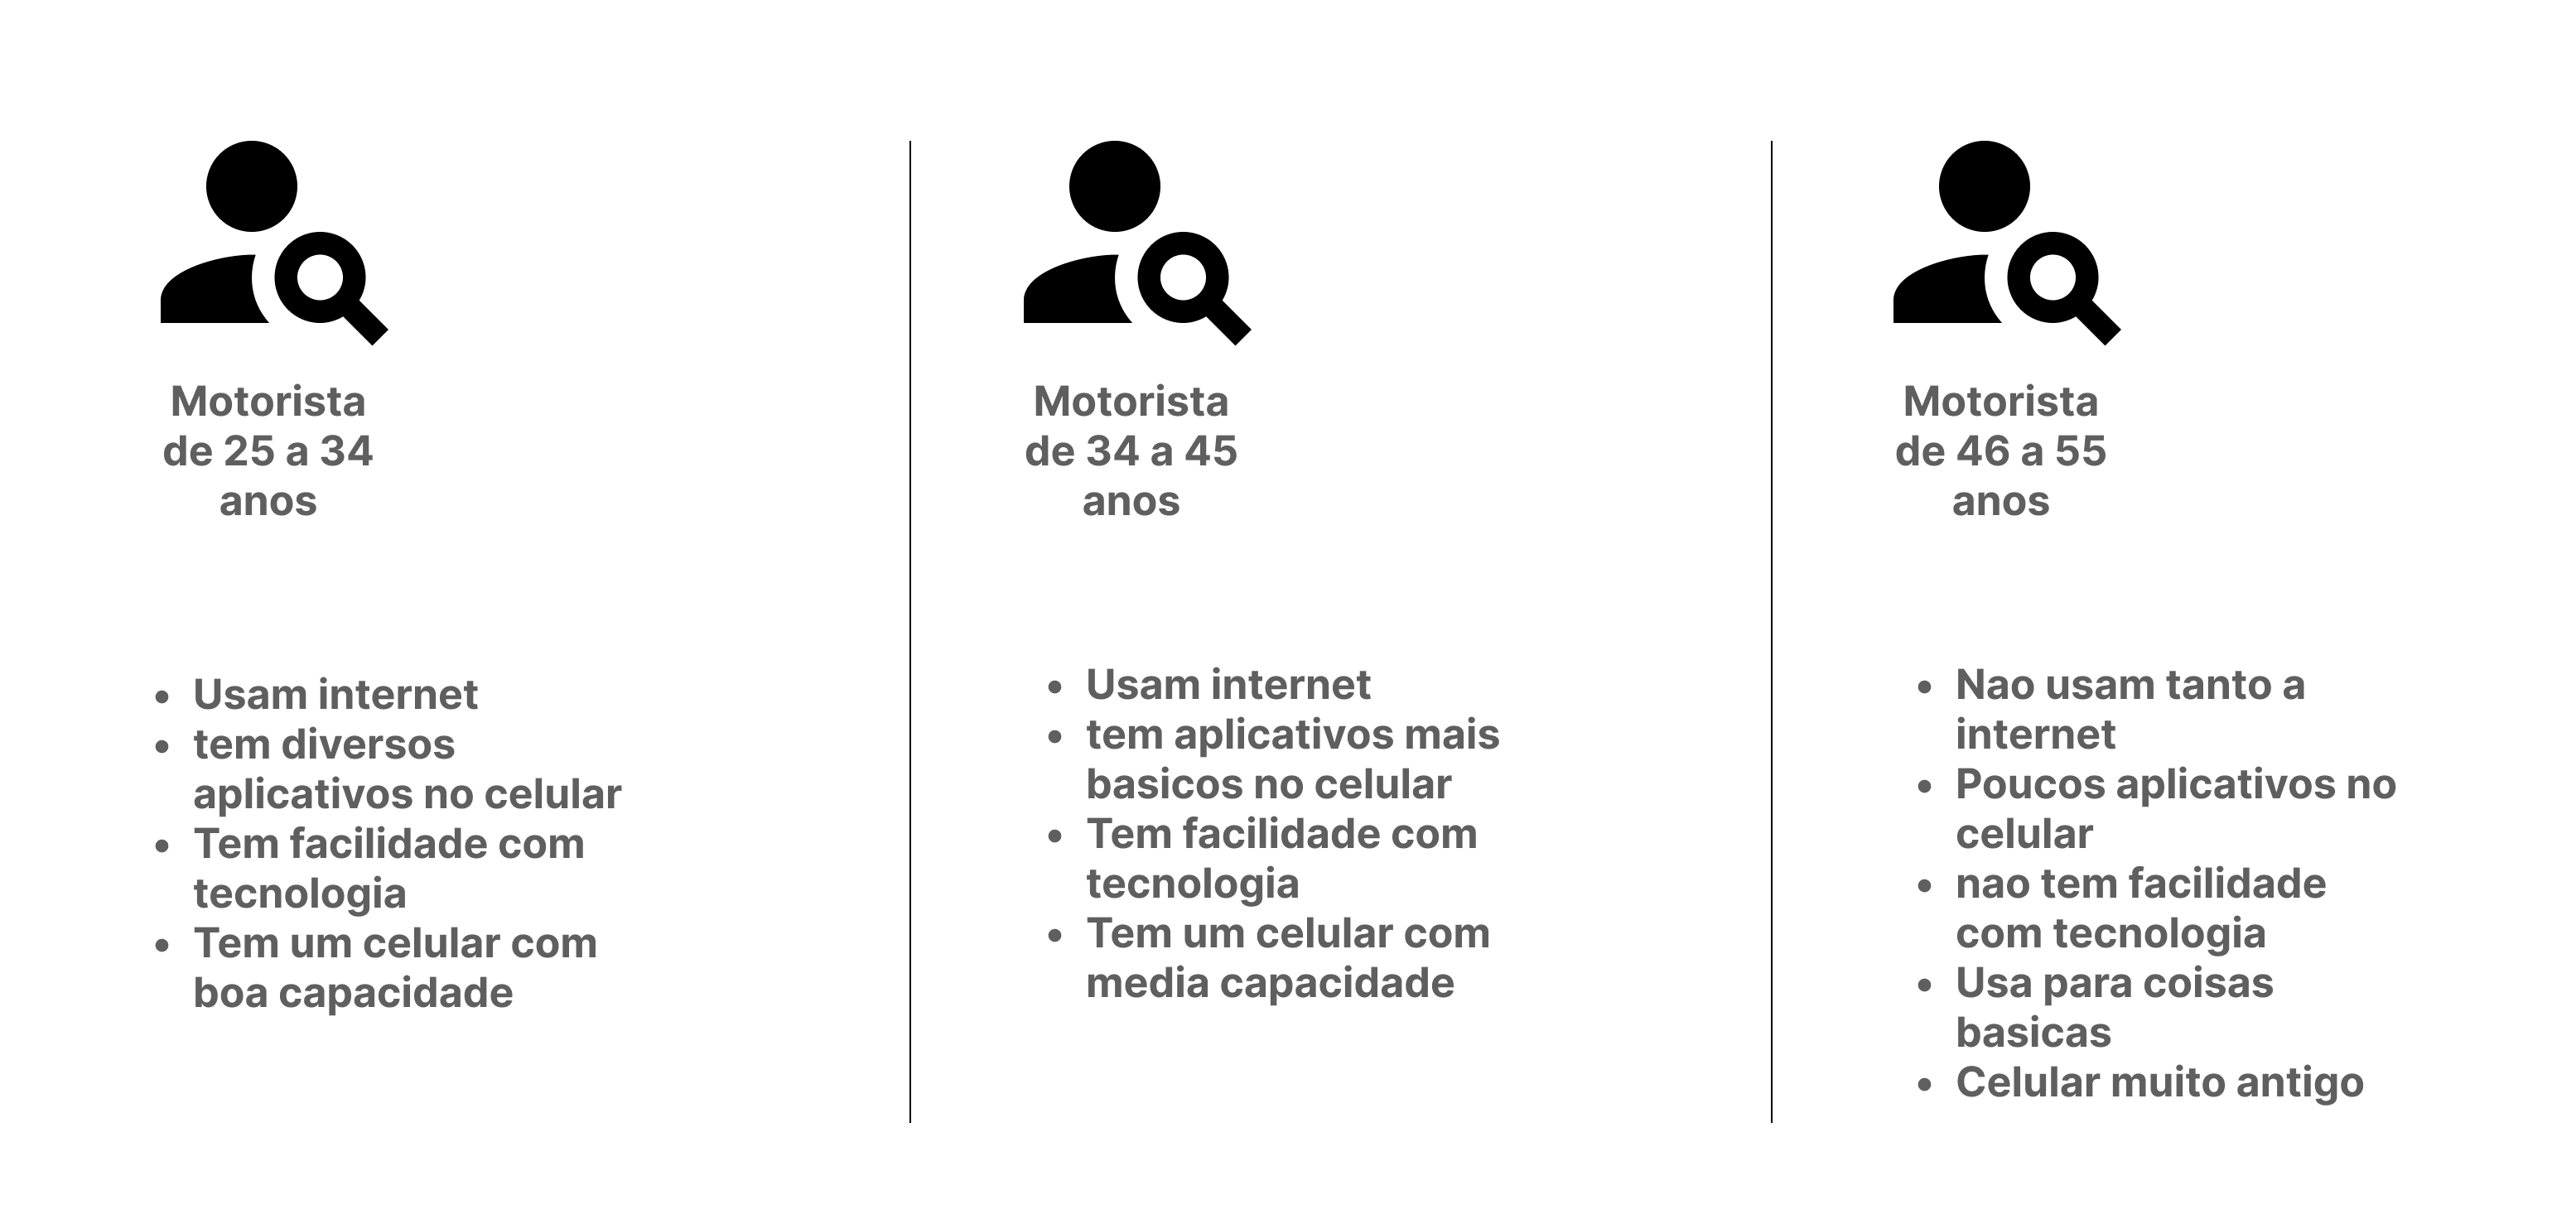 Motorista
de 25 a 34
anos
• Usam internet
• tem diversos
aplicativos no celular
• Tem facilidade com
tecnologia
• Tem um celular com
boa capacidade
Motorista
de 34 a 45
anos
• Usam internet
• tem aplicativos mais
basicos no celular
• Tem facilidade com
tecnologia
• Tem um celular com
media capacidade
Motorista
de 46 a 55
anos
• Nao usam tanto a
internet
• Poucos aplicativos no
celular
• nao tem facilidade
com tecnologia
• Usa para coisas
basicas
• Celular muito antigo